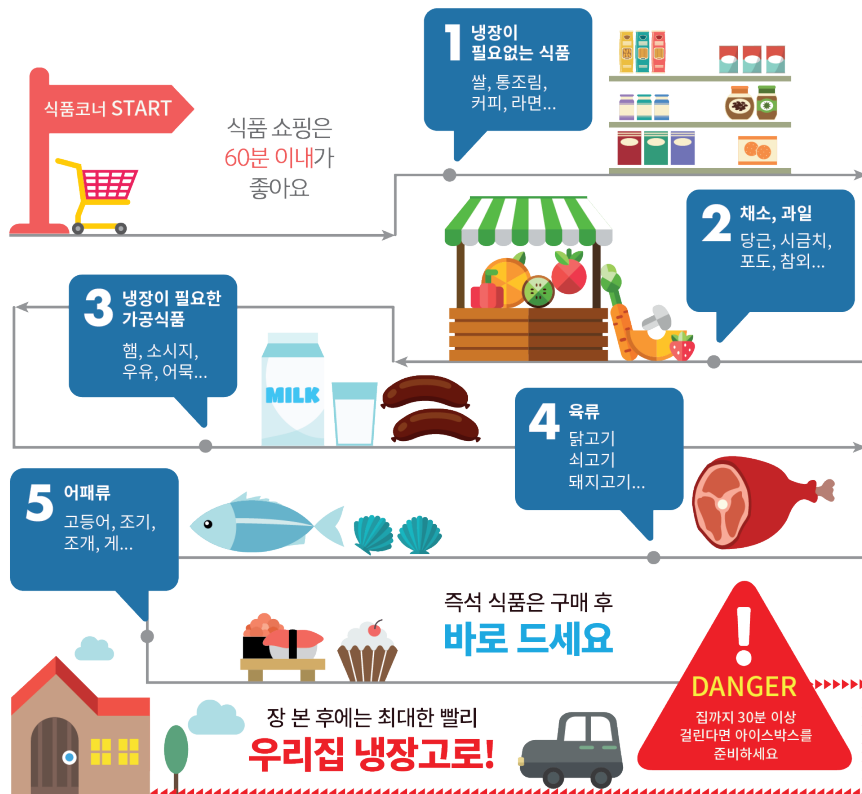 식품코너 START
식품 쇼핑은
60분 이내가
좋아요
1 냉장이
필요없는 식품
쌀, 통조림,
커피, 라면...
2 채소, 과일
당근, 시금치,
포도, 참외...
3 냉장이 필요한
가공식품
햄, 소시지,
우유, 어묵...
MILK
4 육류
닭고기
쇠고기
돼지고기...
5 어패류
고등어, 조기,
조개, 게...
즉석 식품은 구매 후
바로 드세요
장 본 후에는 최대한 빨리
우리집 냉장고로!
!
DANGER
집까지 30분 이상
걸린다면 아이스박스를
준비하세요